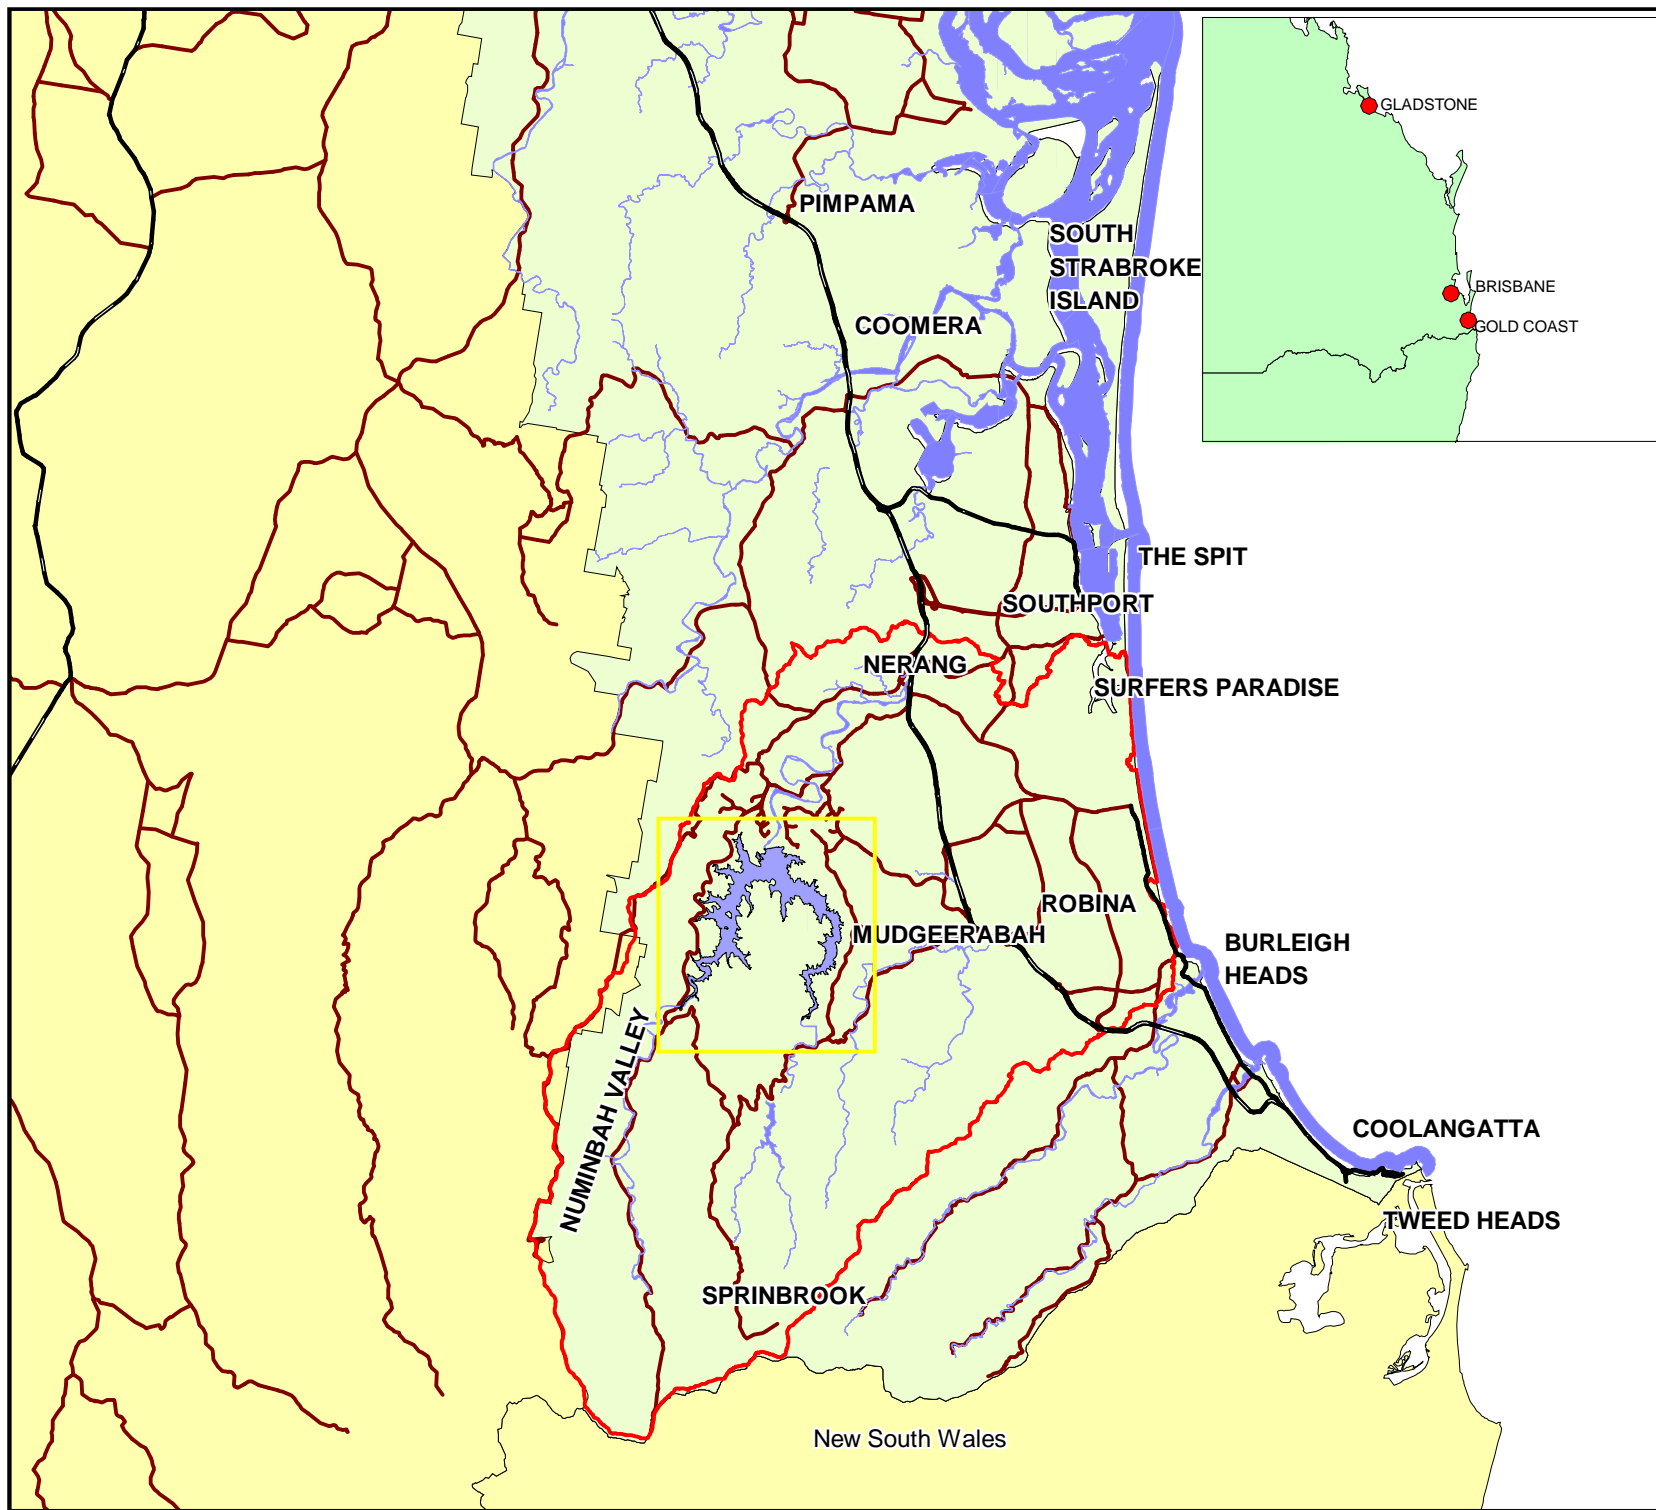 GLADSTONE
PIMPAMA
SOUTH
STRABROKE
ISLAND
BRISBANE
COOMERA
GOLD COAST
THE SPIT
SOUTHPORT
NERANG
SURFERS PARADISE
ROBINA
MUDGEERABAH
BURLEIGH
HEADS
NUMINBAH VALLEY
COOLANGATTA
TWEED HEADS
SPRINBROOK
New South Wales